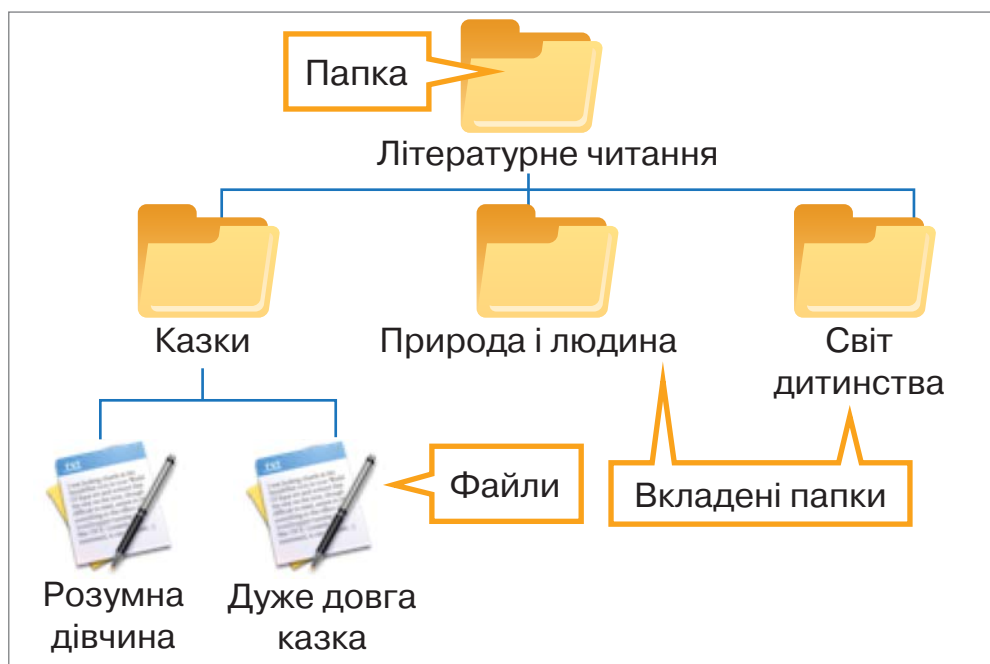 Папка
Літературне читання
Казки
Природа і людина
Світ
дитинства
Файли
Вкладені папки
Розумна
дівчина
Дуже довга
казка